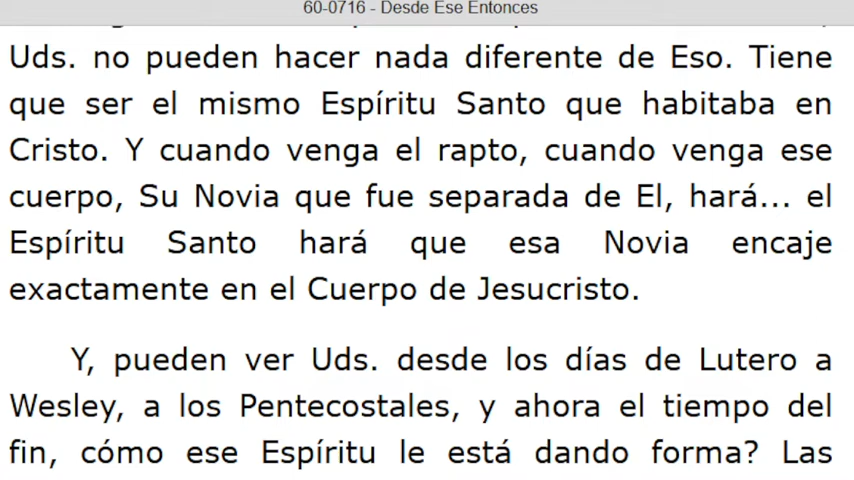 60-0716 - Desde Ese Entonces
Uds. no pueden hacer nada diferente de Eso. Tiene
que ser el mismo Espíritu Santo que habitaba en
Cristo. Y cuando venga el rapto, cuando venga ese
cuerpo, Su Novia que fue separada de El, hará... el
Espíritu Santo hará que esa Novia encaje
exactamente en el Cuerpo de Jesucristo.
Y, pueden ver Uds. desde los días de Lutero a
Wesley, a los Pentecostales, y ahora el tiempo del
fin, cómo ese Espíritu le está dando forma? Las